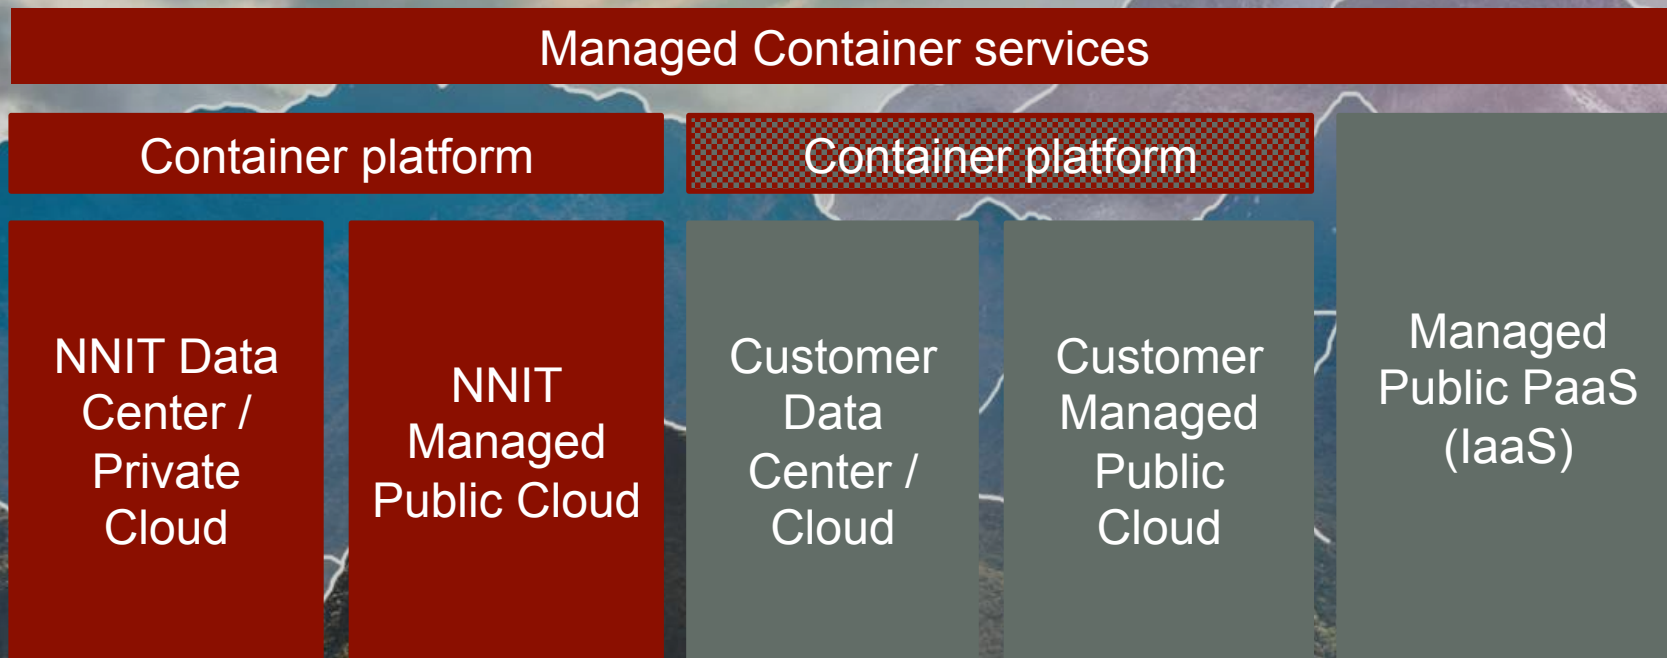 Managed Container services
Container platform
Container platform
NNIT Data
Center /
Private
Cloud
NNIT
Managed
Public Cloud
Customer
Data
Center /
Cloud
Customer
Managed
Public
Cloud
Managed
Public PaaS
(IaaS)